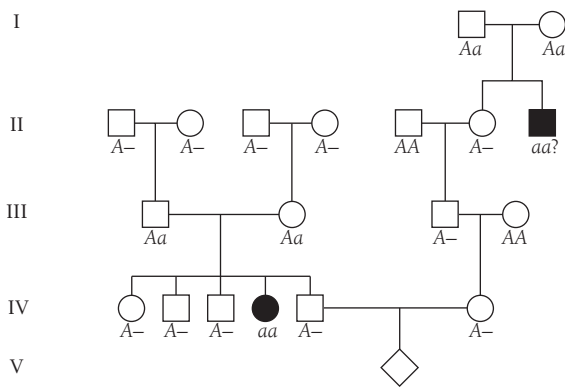 I
Aa Aa
II
A– A– A– A– AA A– aa?
III
Aa Aa A– AA
IV
A– A– A– aa A– A–
V